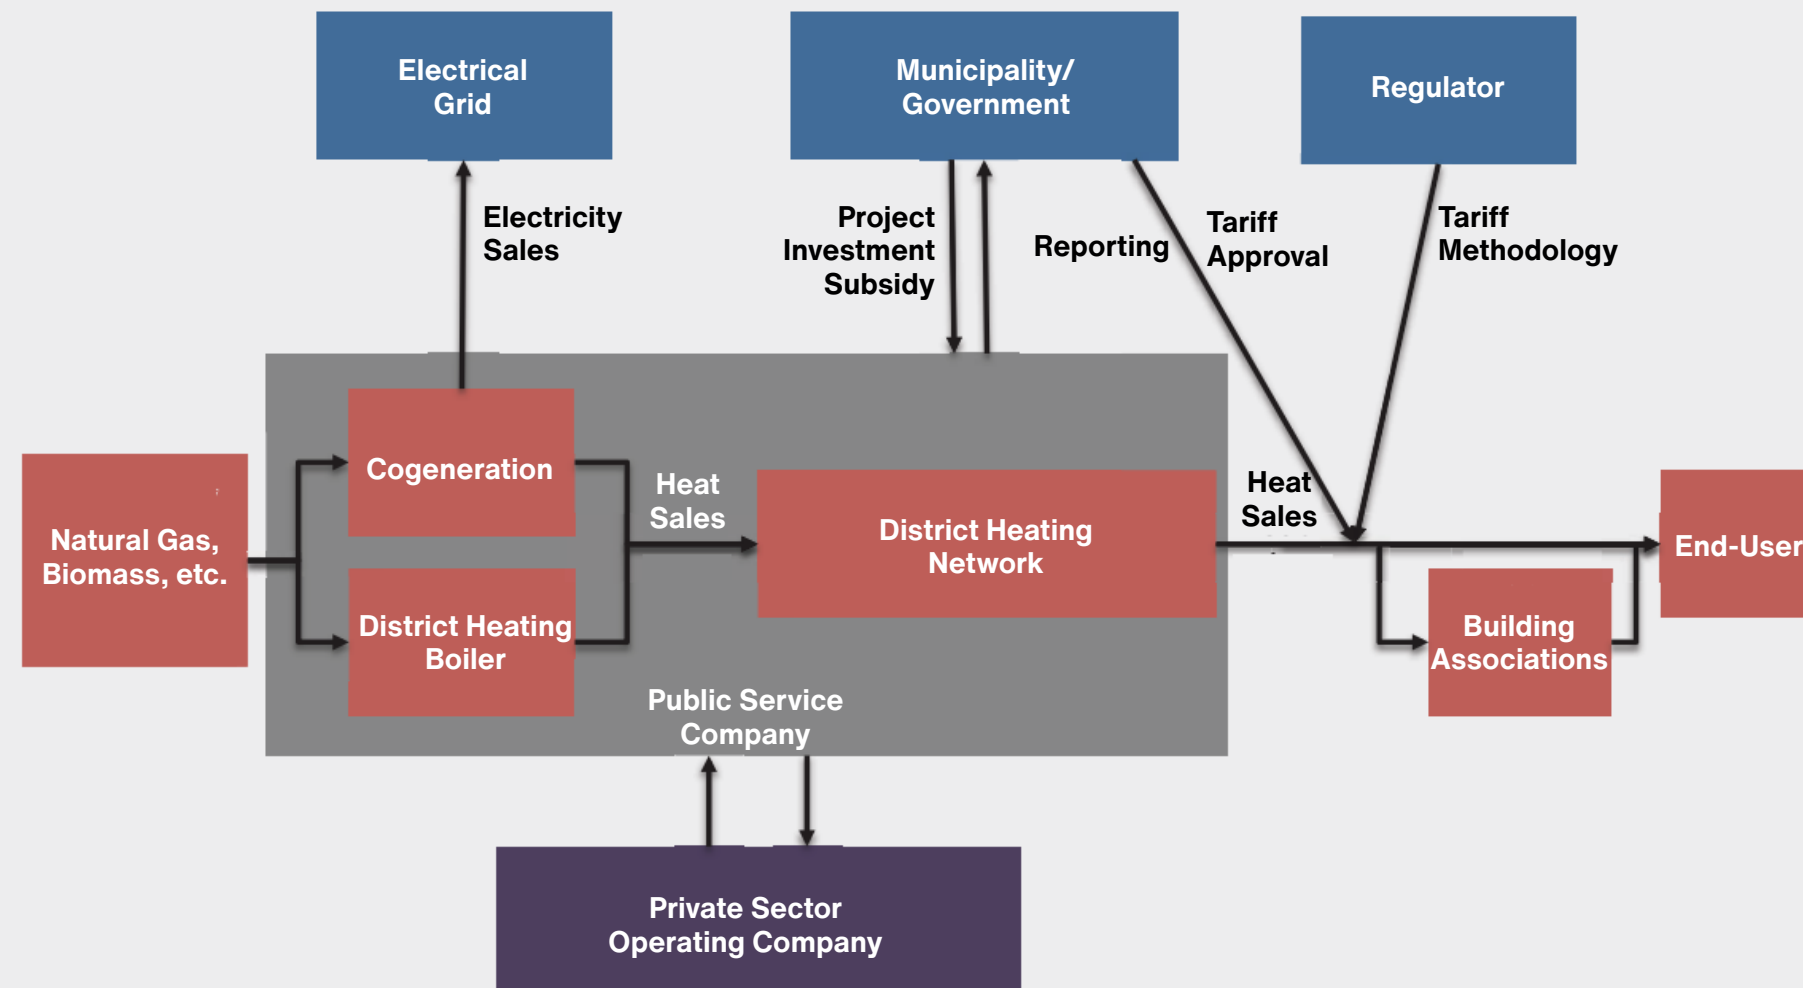 Electrical
Grid
Municipality/
Government
Regulator
Electricity
Sales
Project
Investment
Subsidy
Reporting
Tariff
Approval
Tariff
Methodology
Natural Gas,
Biomass, etc.
Cogeneration
District Heating
Boiler
Heat
Sales
District Heating
Network
Heat
Sales
End-User
Building
Associations
Public Service
Company
Private Sector
Operating Company